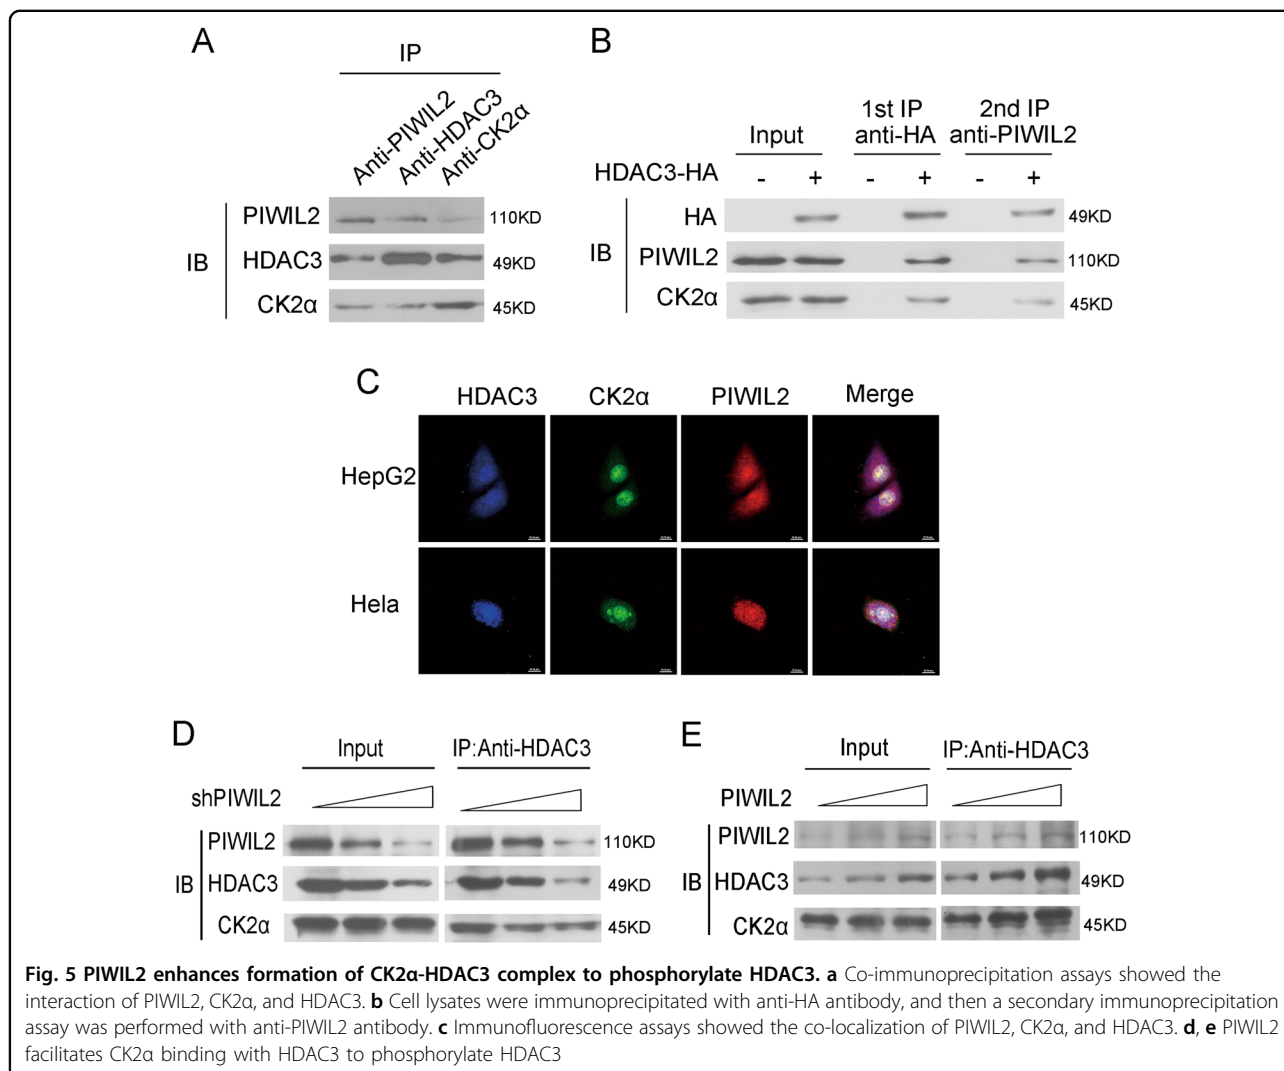 A
IP
Anti-PIWIL2
Anti-HDAC3
Anti-CK2α
IB
PIWIL2
110KD
HDAC3
49KD
CK2α
45KD
B
Input
1st IP anti-HA
2nd IP anti-PIWIL2
HDAC3-HA - + - + - +
IB
HA
49KD
PIWIL2
110KD
CK2α
45KD
C
HDAC3 CK2α PIWIL2 Merge
HepG2
Hela
D
Input IP:Anti-HDAC3
shPIWIL2
IB
PIWIL2
110KD
HDAC3
49KD
CK2α
45KD
E
Input IP:Anti-HDAC3
PIWIL2
IB
PIWIL2
110KD
HDAC3
49KD
CK2α
45KD
Fig. 5 PIWIL2 enhances formation of CK2α-HDAC3 complex to phosphorylate HDAC3. a Co-immunoprecipitation assays showed the
interaction of PIWIL2, CK2α, and HDAC3. b Cell lysates were immunoprecipitated with anti-HA antibody, and then a secondary immunoprecipitation
assay was performed with anti-PIWIL2 antibody. c Immunofluorescence assays showed the co-localization of PIWIL2, CK2α, and HDAC3. d, e PIWIL2
facilitates CK2α binding with HDAC3 to phosphorylate HDAC3